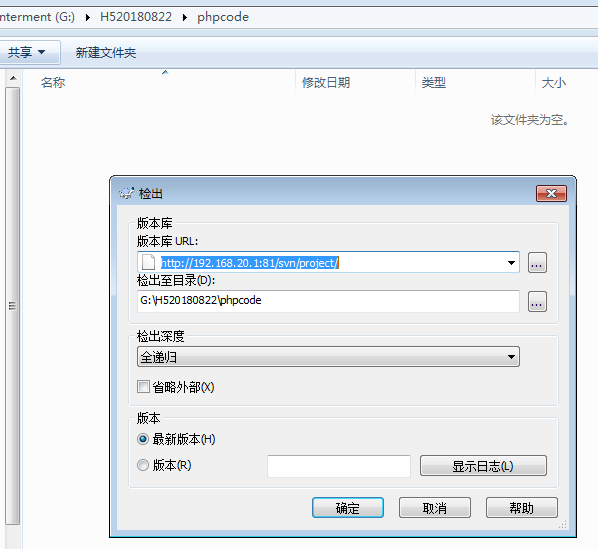 nterment (G:) H520180822 phpcode
共享 新建文件夹
名称 修改日期 类型 大小
该文件夹为空。
检出
版本库
版本库 URL:
http://192.168.20.1:81/svn/project/
...
检出至目录(D):
G:\H520180822\phpcode
...
检出深度
全递归
省略外部(X)
版本
最新版本(H)
版本(R)
显示日志(L)
确定 取消 帮助